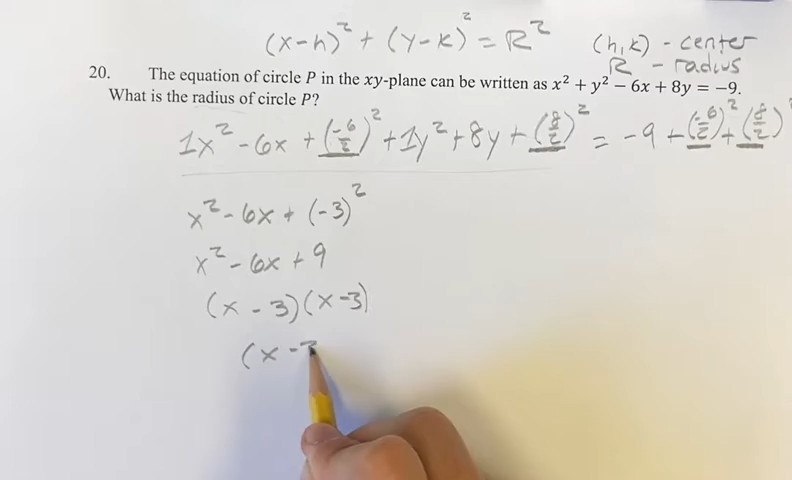 (x-h)² + (y-k)² = R² (h,k) - center
R - radius
20. The equation of circle P in the xy-plane can be written as x² + y² − 6x + 8y = −9.
What is the radius of circle P?
1x² - 6x + (-6/2)² + 1y² + 8y + (8/2)² = -9 + (-6/2)² + (8/2)²
x² - 6x + (-3)²
x² - 6x + 9
(x - 3)(x - 3)
(x - 3